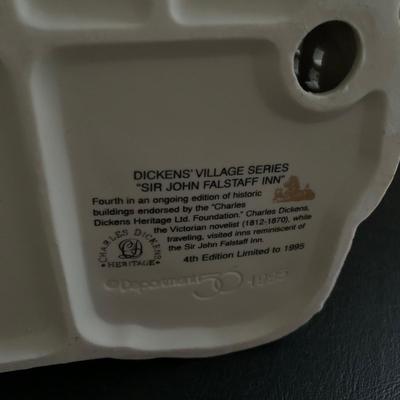 DICKENS' VILLAGE SERIES
"SIR JOHN FALSTAFF INN"
Fourth in an ongoing edition of historic
buildings endorsed by the "Charles
Dickens Heritage Ltd. Foundation." Charles Dickens,
the Victorian novelist (1812-1870), while
traveling, visited inns reminiscent of
the Sir John Falstaff Inn.
4th Edition Limited to 1995
CHARLES DICKENS
HERITAGE
© Department 1995